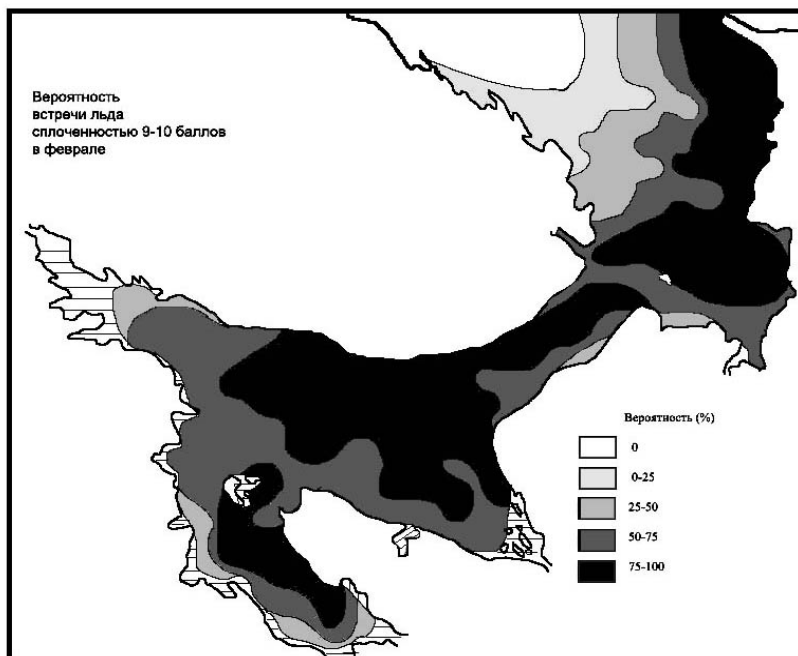 Вероятность
встречи льда
сплоченностью 9-10 баллов
в феврале
Вероятность (%)
0
0-25
25-50
50-75
75-100